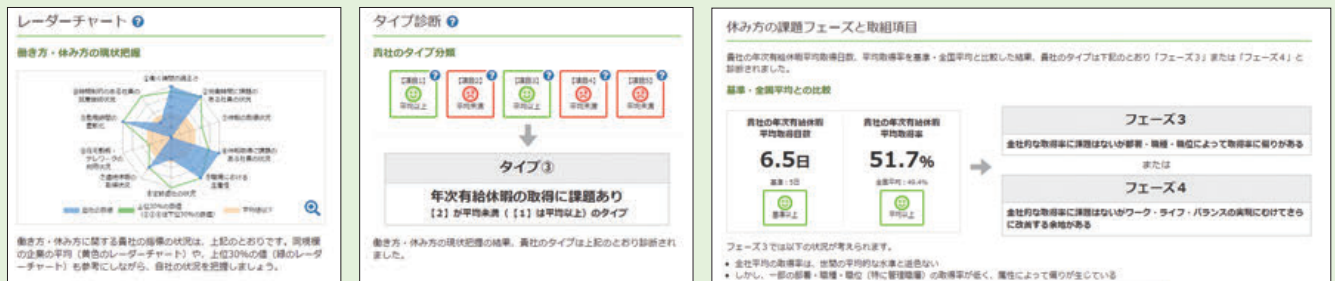 レーダーチャート
働き方・休み方の現状把握
自社の数値
上位30%の数値
平均値以下
働き方・休み方に関する貴社の指標の状況は、上記のとおりです。同規模
の企業の平均（黄色のレーダーチャート）や、上位30%の値（緑のレーダ
ーチャート）も参考にしながら、自社の状況を把握しましょう。
タイプ診断
貴社のタイプ分類
【課題1】 【課題2】 【課題3】 【課題4】 【課題5】
平均以上 平均未満 平均以上 平均未満 平均未満
タイプ③
年次有給休暇の取得に課題あり
【2】が平均未満（【1】は平均以上）のタイプ
働き方・休み方の現状把握の結果、貴社のタイプは上記のとおり診断され
ました。
休み方の課題フェーズと取組項目
貴社の年次有給休暇平均取得日数、平均取得率を基準・全国平均と比較した結果、貴社のタイプは下記のとおり「フェーズ3」または「フェーズ4」と
診断されました。
基準・全国平均との比較
貴社の年次有給休暇
平均取得日数
6.5日
基準：5日
基準以上
貴社の年次有給休暇
平均取得率
51.7%
全国平均：49.4%
平均以上
フェーズ3
全社的な取得率に課題はないが部署・職種・職位によって取得率に偏りがある
または
フェーズ4
全社的な取得率に課題はないがワーク・ライフ・バランスの実現にむけてさら
に改善する余地がある
フェーズ3では以下の状況が考えられます。
• 全社平均の取得率は、世間の平均的な水準と遜色ない
• しかし、一部の部署・職種・職位（特に管理職層）の取得率が低く、属性によって偏りが生じている